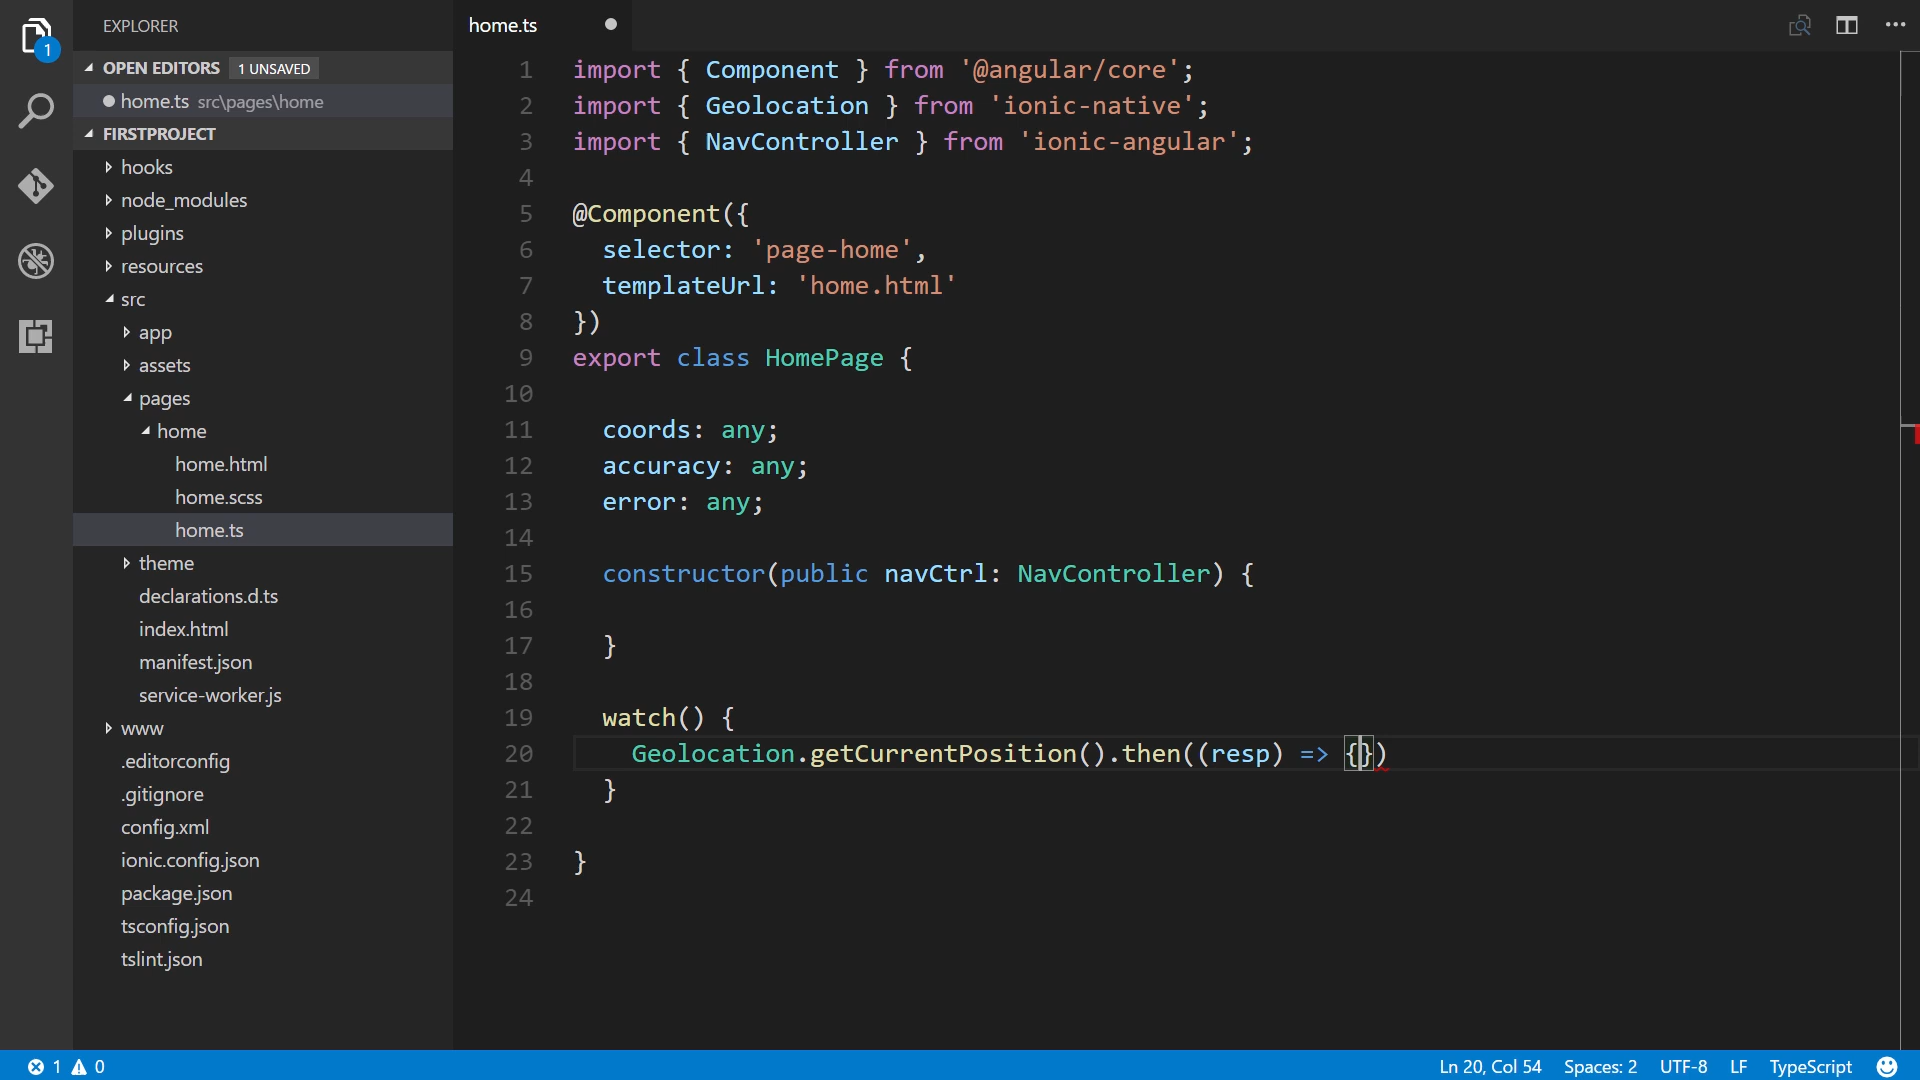 EXPLORER
OPEN EDITORS 1 UNSAVED
home.ts src\pages\home
FIRSTPROJECT
hooks
node_modules
plugins
resources
src
app
assets
pages
home
home.html
home.scss
home.ts
theme
declarations.d.ts
index.html
manifest.json
service-worker.js
www
.editorconfig
.gitignore
config.xml
ionic.config.json
package.json
tsconfig.json
tslint.json
1
home.ts
1 import { Component } from '@angular/core';
2 import { Geolocation } from 'ionic-native';
3 import { NavController } from 'ionic-angular';
4
5 @Component({
6   selector: 'page-home',
7   templateUrl: 'home.html'
8 })
9 export class HomePage {
10
11   coords: any;
12   accuracy: any;
13   error: any;
14
15   constructor(public navCtrl: NavController) {
16
17   }
18
19   watch() {
20     Geolocation.getCurrentPosition().then((resp) => {})
21   }
22
23 }
24
1 0
Ln 20, Col 54 Spaces: 2 UTF-8 LF TypeScript